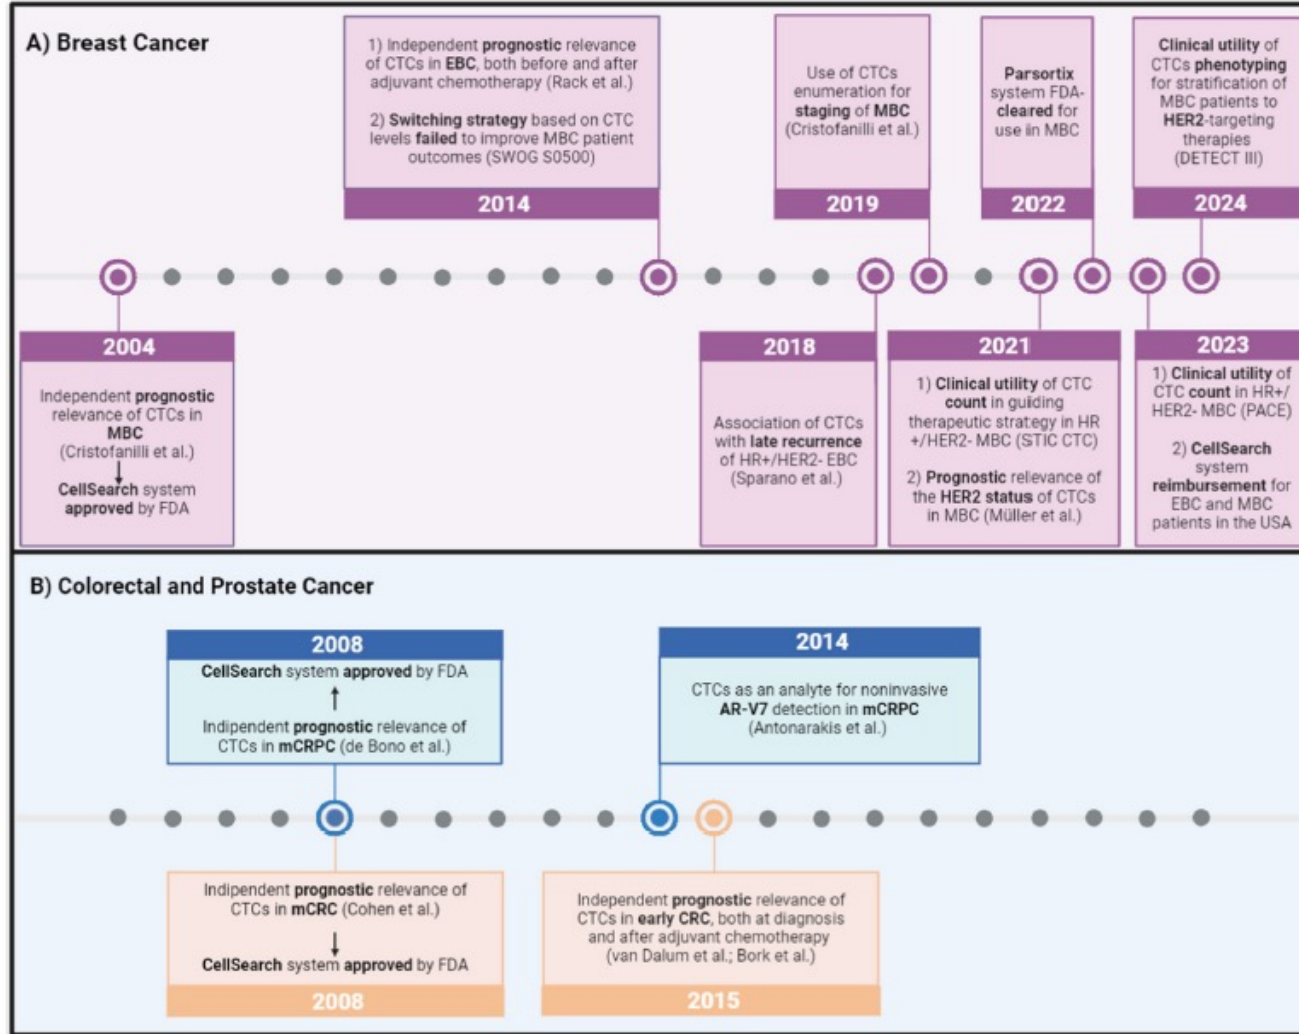 A) Breast Cancer
1) Independent prognostic relevance
of CTCs in EBC, both before and after
adjuvant chemotherapy (Rack et al.)
2) Switching strategy based on CTC
levels failed to improve MBC patient
outcomes (SWOG S0500)
2014
Use of CTCs
enumeration for
staging of MBC
(Cristofanilli et al.)
2019
Parsortix
system FDA-
cleared for
use in MBC
2022
Clinical utility of
CTCs phenotyping
for stratification of
MBC patients to
HER2-targeting
therapies
(DETECT III)
2024
2004
Independent prognostic
relevance of CTCs in
MBC
(Cristofanilli et al.)
CellSearch system
approved by FDA
2018
Association of CTCs
with late recurrence
of HR+/HER2- EBC
(Sparano et al.)
2021
1) Clinical utility of CTC
count in guiding
therapeutic strategy in HR
+/HER2- MBC (STIC CTC)
2) Prognostic relevance of
the HER2 status of CTCs
in MBC (Müller et al.)
2023
1) Clinical utility of
CTC count in HR+/
HER2- MBC (PACE)
2) CellSearch
system
reimbursement for
EBC and MBC
patients in the USA
B) Colorectal and Prostate Cancer
2008
CellSearch system approved by FDA
Indipendent prognostic relevance of
CTCs in mCRPC (de Bono et al.)
2014
CTCs as an analyte for noninvasive
AR-V7 detection in mCRPC
(Antonarakis et al.)
Indipendent prognostic relevance of
CTCs in mCRC (Cohen et al.)
CellSearch system approved by FDA
2008
Independent prognostic relevance of
CTCs in early CRC, both at diagnosis
and after adjuvant chemotherapy
(van Dalum et al.; Bork et al.)
2015